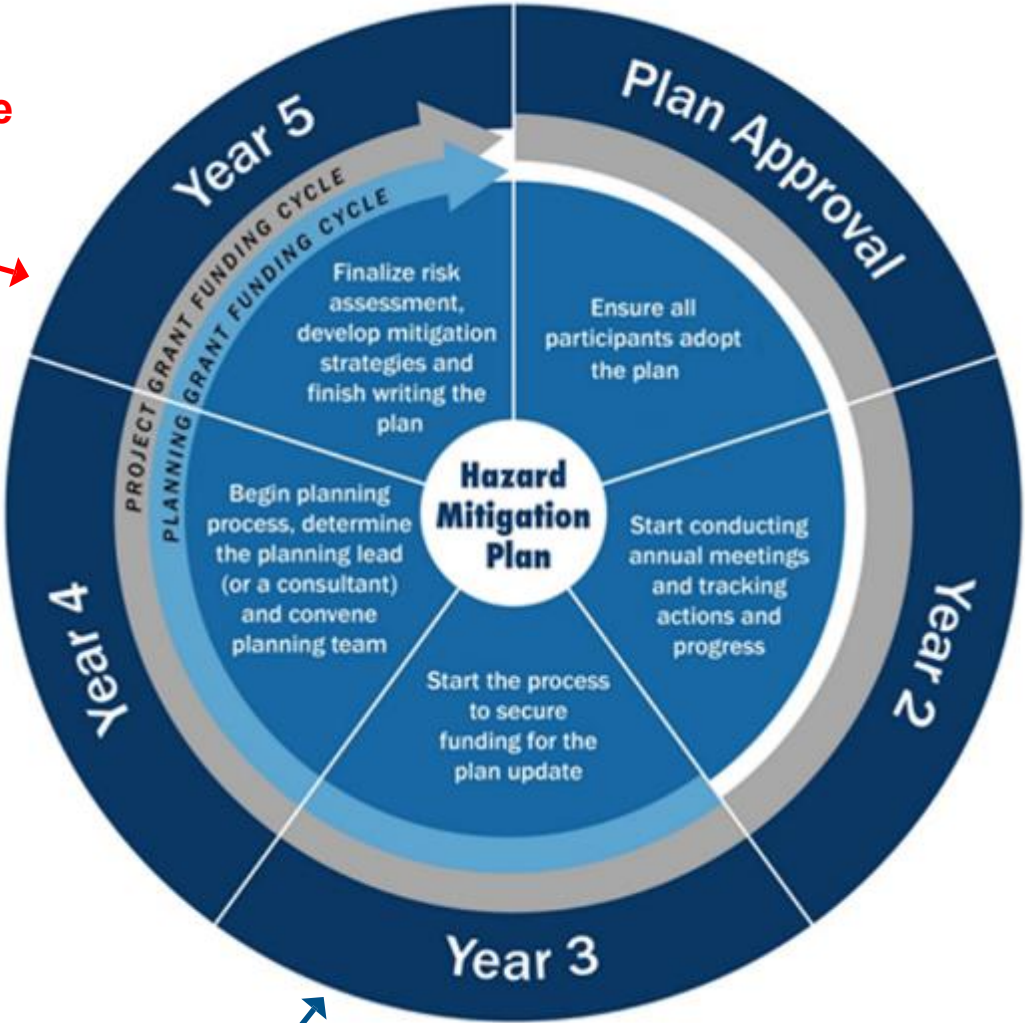 e
Year 5
Plan Approval
PROJECT GRANT FUNDING CYCLE
PLANNING GRANT FUNDING CYCLE
Finalize risk
assessment,
develop mitigation
strategies and
finish writing the
plan
Ensure all
participants adopt
the plan
Hazard
Mitigation
Plan
Begin planning
process, determine
the planning lead
(or a consultant)
and convene
planning team
Start conducting
annual meetings
and tracking
actions and
progress
Year 4
Year 2
Start the process
to secure
funding for the
plan update
Year 3